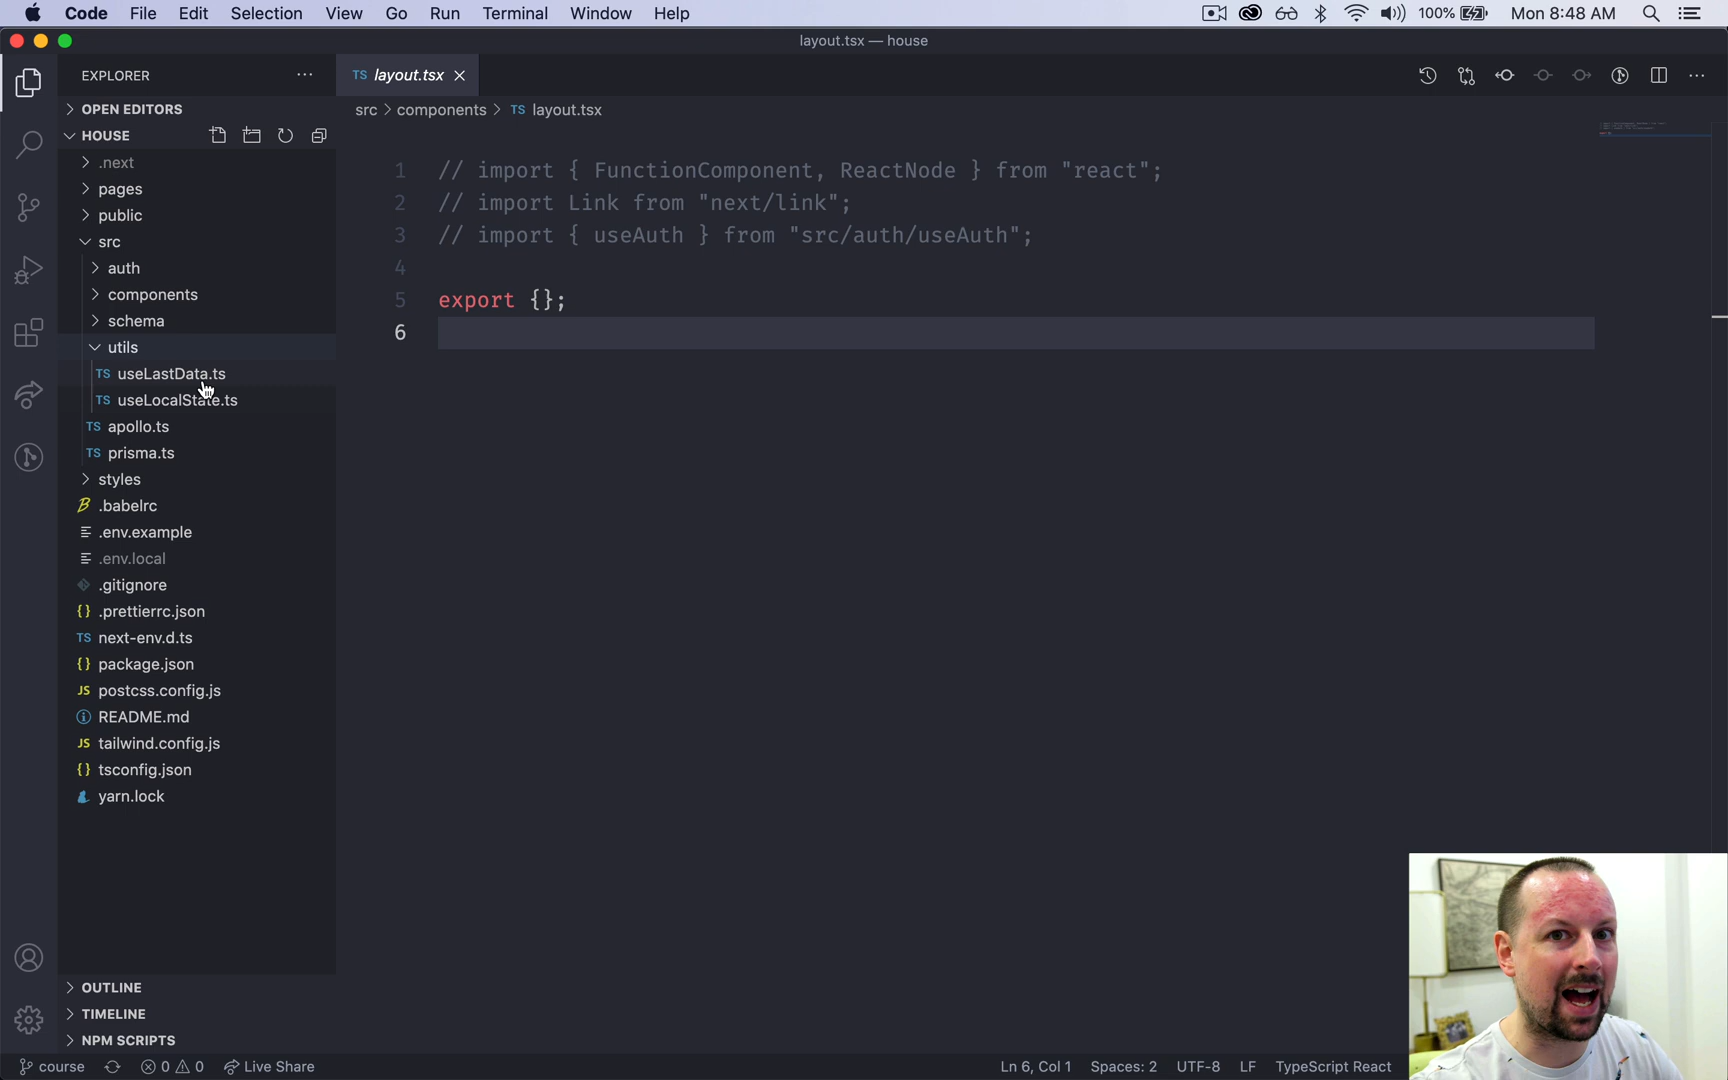 Code File Edit Selection View Go Run Terminal Window Help 100% Mon 8:48 AM
layout.tsx — house
EXPLORER ···
TS layout.tsx
OPEN EDITORS
src > components > TS layout.tsx
HOUSE
.next
pages
public
src
auth
components
schema
utils
TS useLastData.ts
TS useLocalState.ts
TS apollo.ts
TS prisma.ts
styles
.babelrc
.env.example
.env.local
.gitignore
{} .prettierrc.json
TS next-env.d.ts
{} package.json
JS postcss.config.js
README.md
JS tailwind.config.js
{} tsconfig.json
yarn.lock
1 // import { FunctionComponent, ReactNode } from "react";
2 // import Link from "next/link";
3 // import { useAuth } from "src/auth/useAuth";
4
5 export {};
6
OUTLINE
TIMELINE
NPM SCRIPTS
course 0 0 Live Share Ln 6, Col 1 Spaces: 2 UTF-8 LF TypeScript React